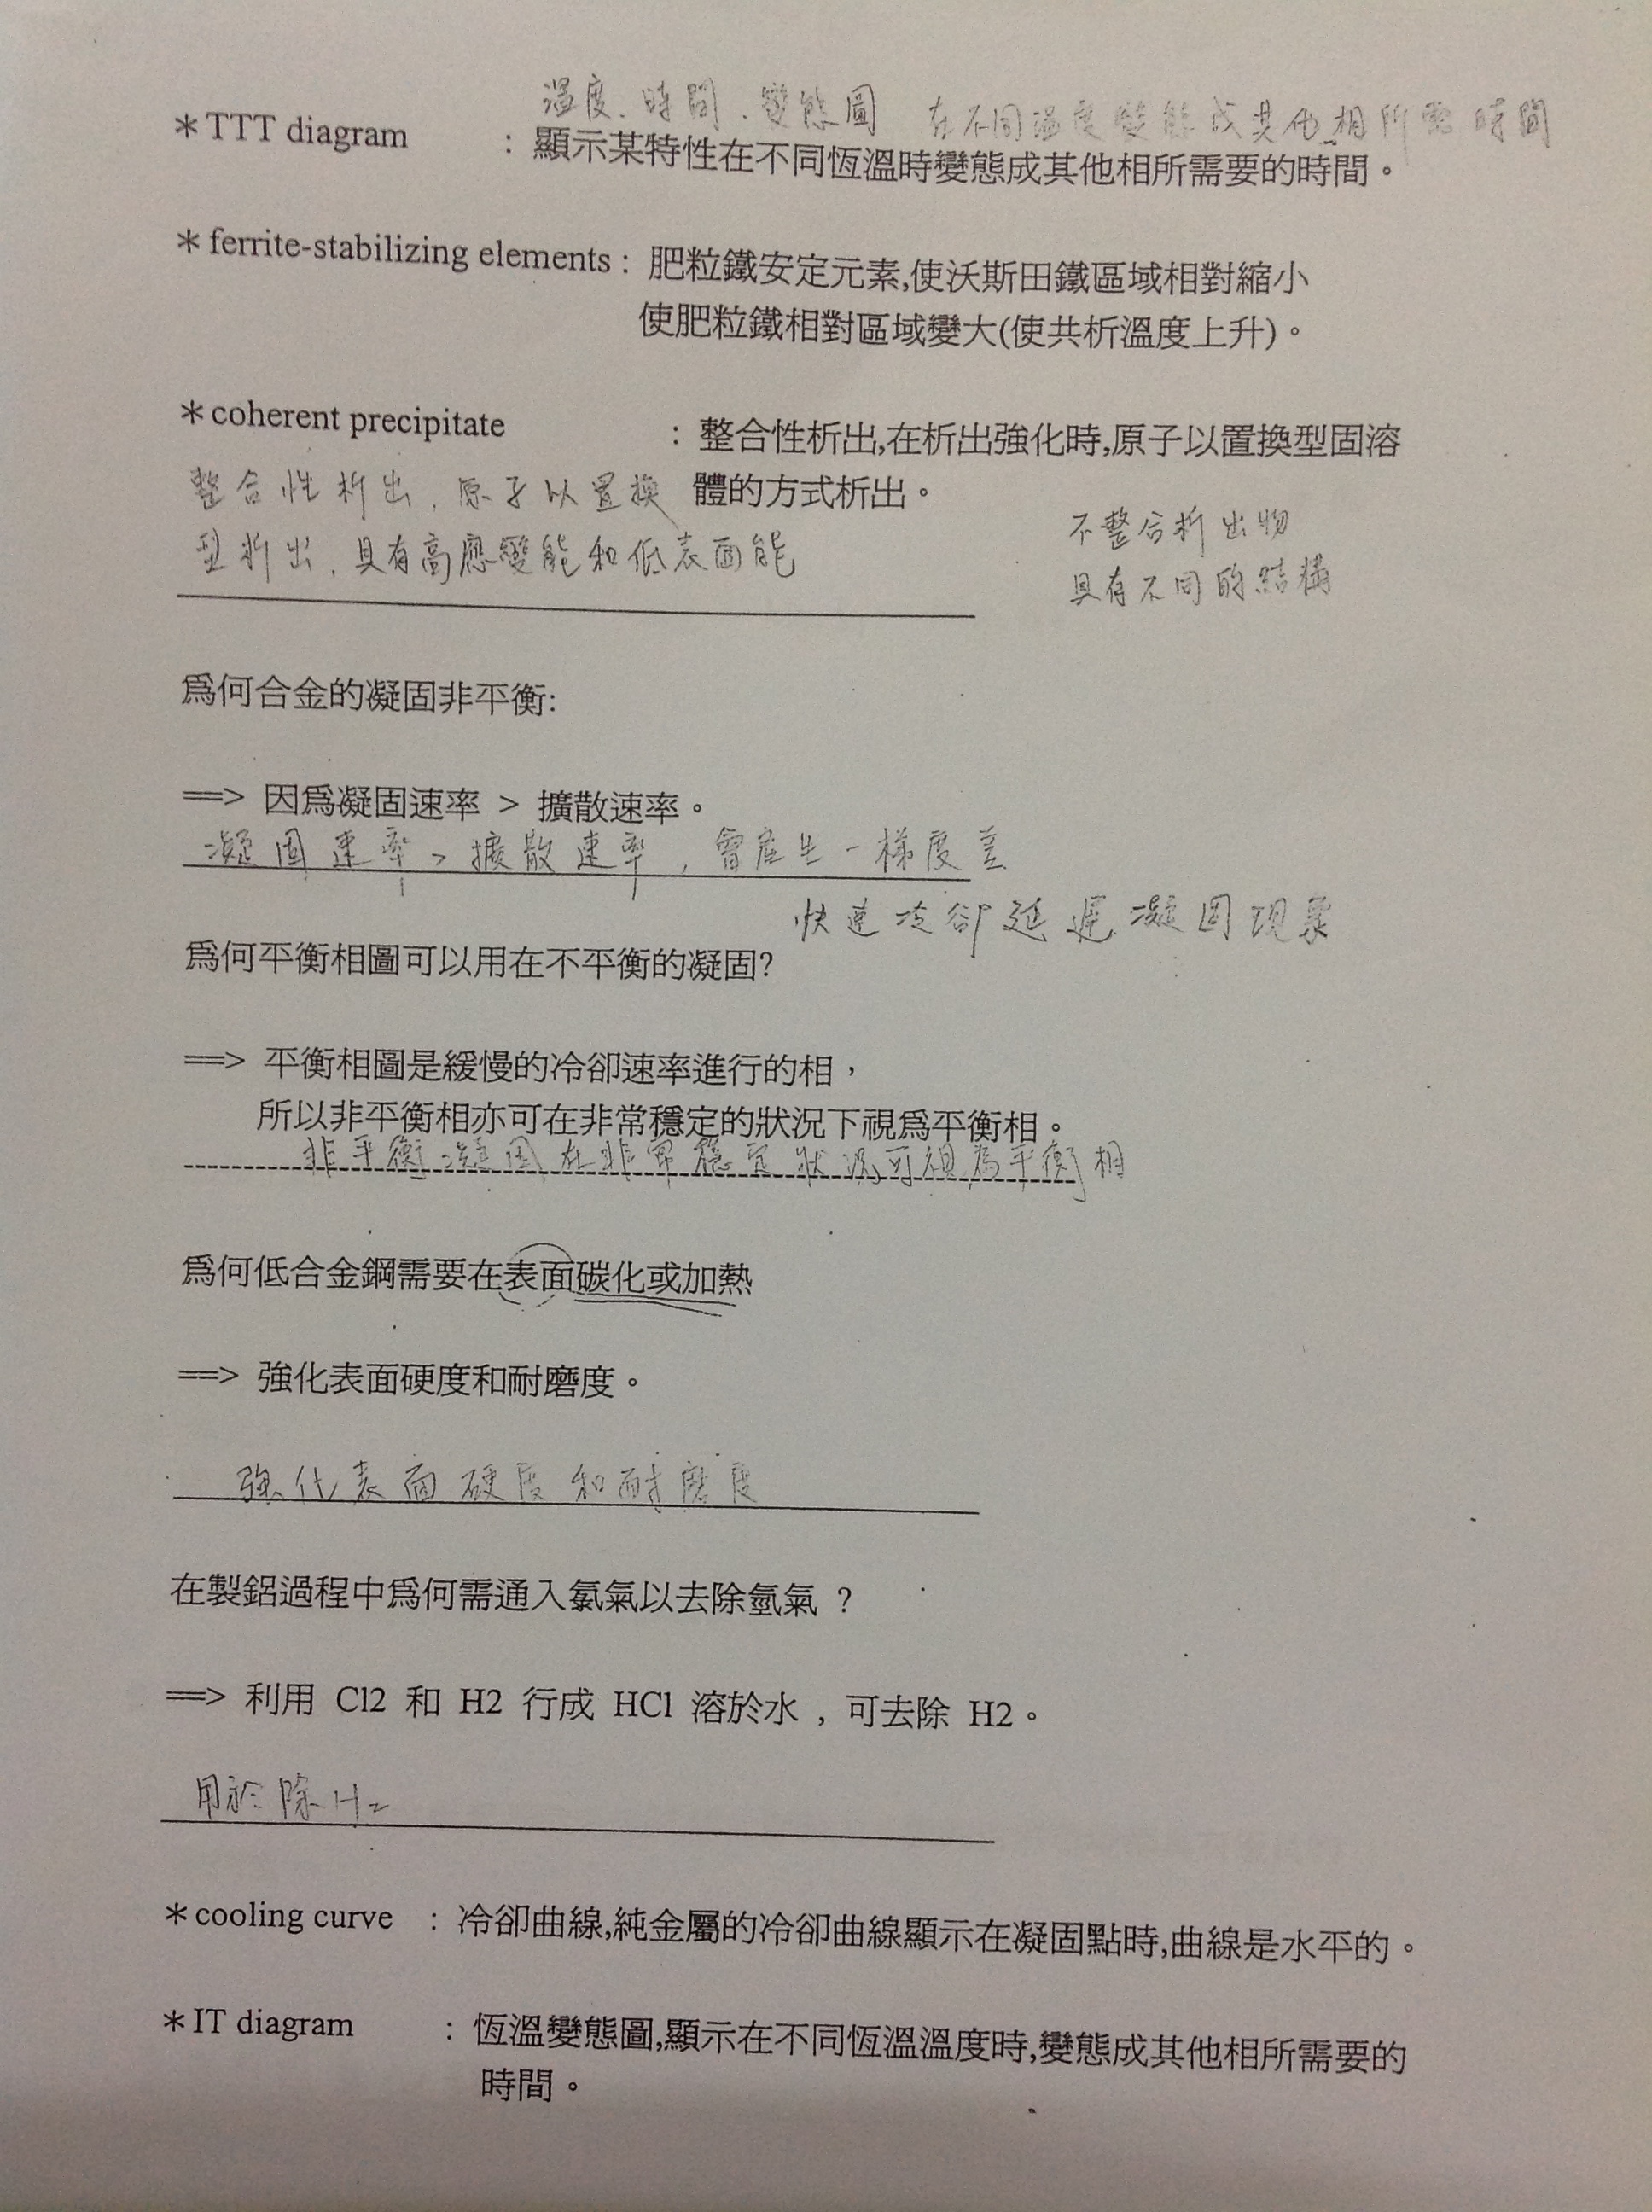 溫度、時間、變態圖 在不同溫度變態成其他相所需時間
＊TTT diagram : 顯示某特性在不同恆溫時變態成其他相所需要的時間。
＊ferrite-stabilizing elements : 肥粒鐵安定元素,使沃斯田鐵區域相對縮小
使肥粒鐵相對區域變大(使共析溫度上升)。
＊coherent precipitate : 整合性析出,在析出強化時,原子以置換型固溶
體的方式析出。
整合性析出，原子以置換
型析出，具有高應變能和低表面能
不整合析出物
具有不同的結構
爲何合金的凝固非平衡:
==> 因爲凝固速率 > 擴散速率。
凝固速率 > 擴散速率，會產生一梯度差
快速冷卻延遲凝固現象
爲何平衡相圖可以用在不平衡的凝固?
==> 平衡相圖是緩慢的冷卻速率進行的相，
所以非平衡相亦可在非常穩定的狀況下視爲平衡相。
非平衡凝固在非常穩定狀況可視為平衡相
爲何低合金鋼需要在表面碳化或加熱
==> 強化表面硬度和耐磨度。
強化表面硬度和耐磨度
在製鋁過程中爲何需通入氯氣以去除氫氣 ?
==> 利用 Cl2 和 H2 行成 HCl 溶於水，可去除 H2。
用於除H2
＊cooling curve : 冷卻曲線,純金屬的冷卻曲線顯示在凝固點時,曲線是水平的。
＊IT diagram : 恆溫變態圖,顯示在不同恆溫溫度時,變態成其他相所需要的
時間。